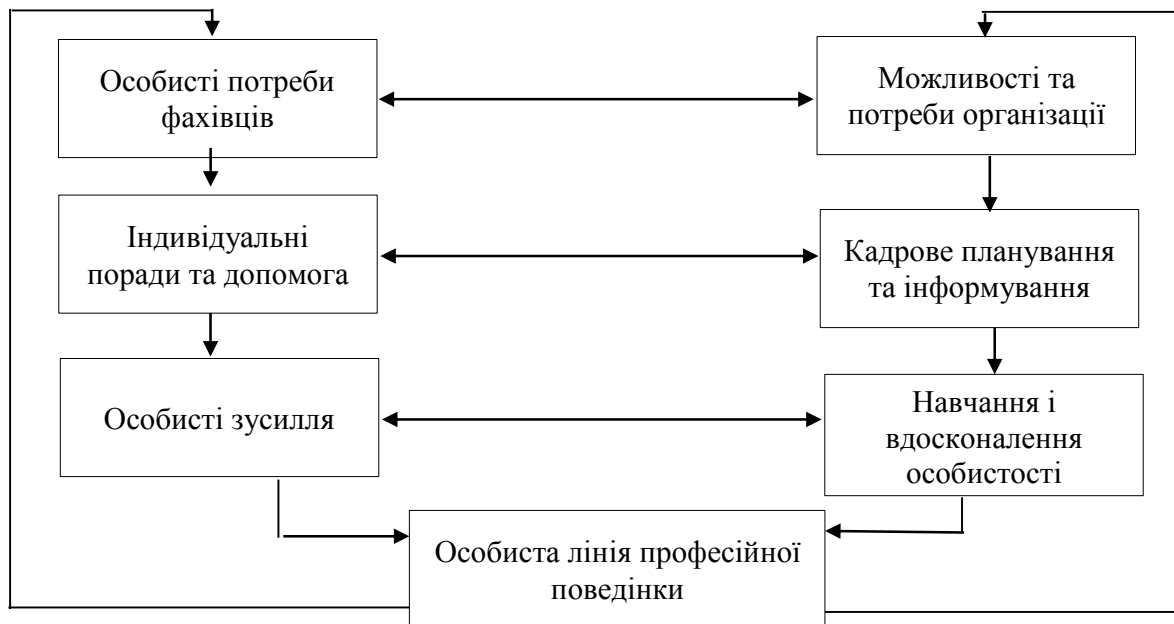 Особисті потреби
фахівців
Можливості та
потреби організації
Індивідуальні
поради та допомога
Кадрове планування
та інформування
Особисті зусилля
Навчання і
вдосконалення
особистості
Особиста лінія професійної
поведінки